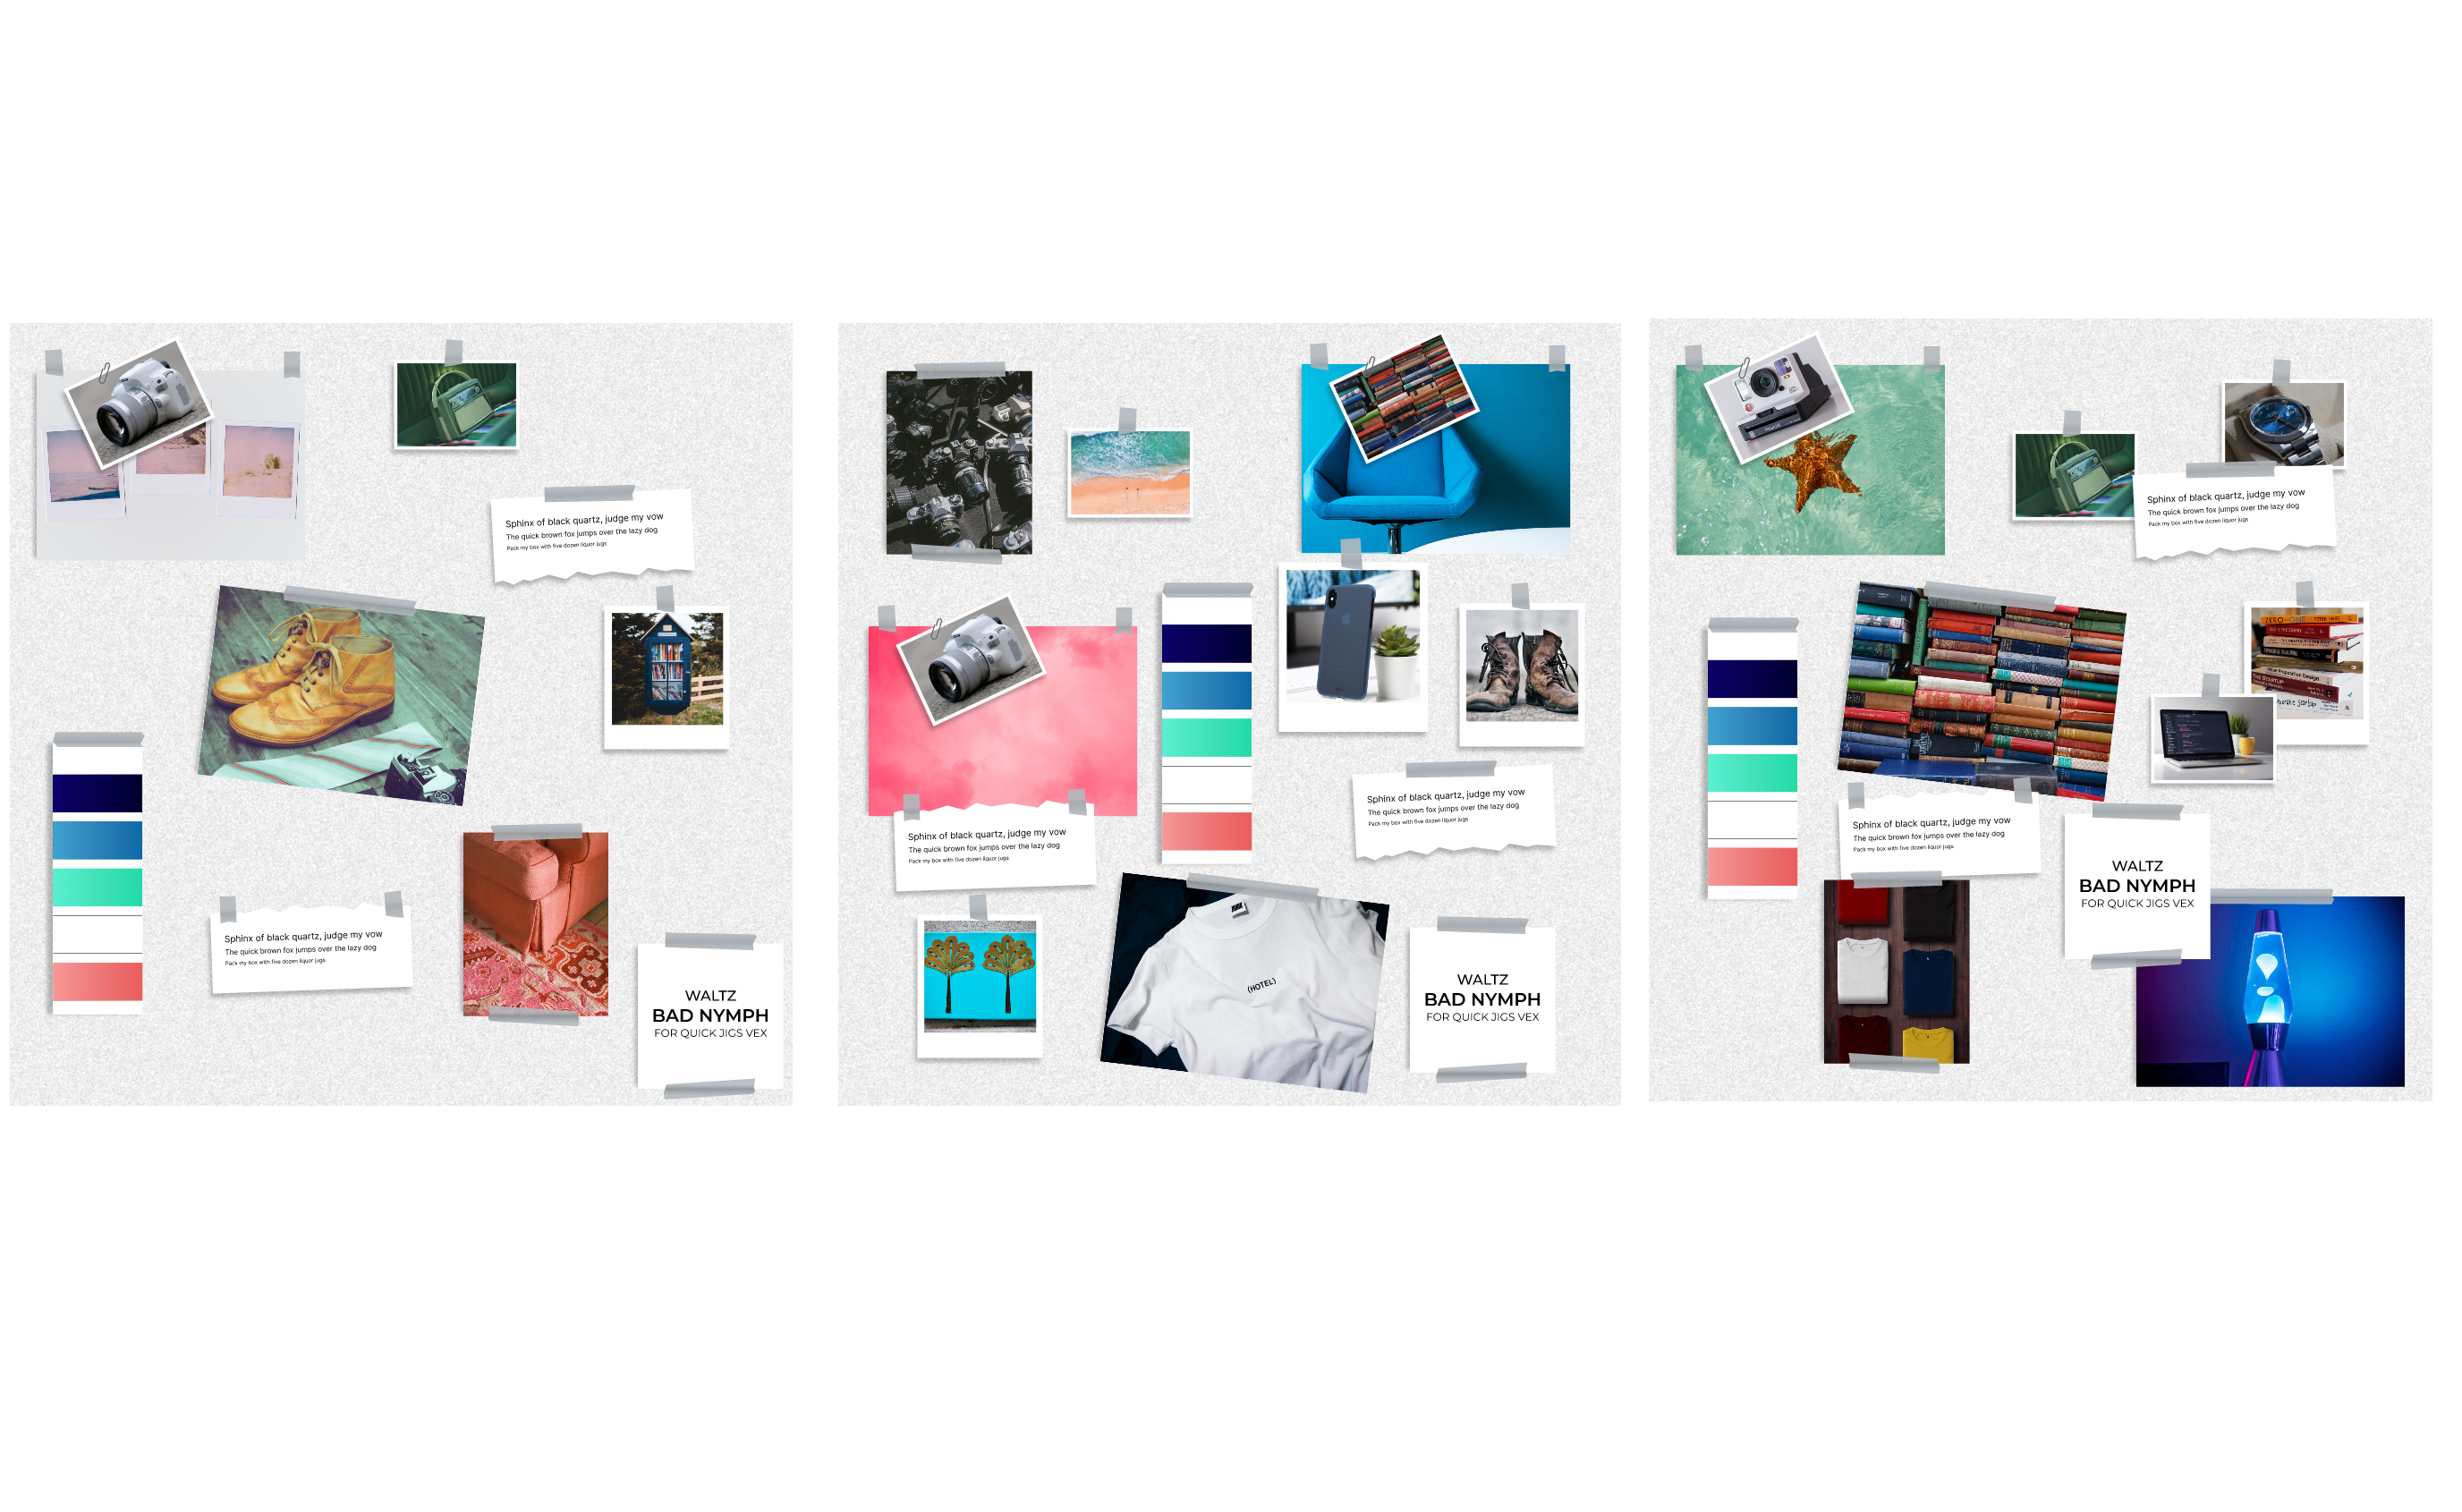 Sphinx of black quartz, judge my vow
The quick brown fox jumps over the lazy dog
Pack my box with five dozen liquor jugs
Sphinx of black quartz, judge my vow
The quick brown fox jumps over the lazy dog
Pack my box with five dozen liquor jugs
WALTZ
BAD NYMPH
FOR QUICK JIGS VEX
Sphinx of black quartz, judge my vow
The quick brown fox jumps over the lazy dog
Pack my box with five dozen liquor jugs
Sphinx of black quartz, judge my vow
The quick brown fox jumps over the lazy dog
Pack my box with five dozen liquor jugs
(HOTEL)
WALTZ
BAD NYMPH
FOR QUICK JIGS VEX
Sphinx of black quartz, judge my vow
The quick brown fox jumps over the lazy dog
Pack my box with five dozen liquor jugs
ZERO
THE STARTUP
Sphinx of black quartz, judge my vow
The quick brown fox jumps over the lazy dog
Pack my box with five dozen liquor jugs
WALTZ
BAD NYMPH
FOR QUICK JIGS VEX